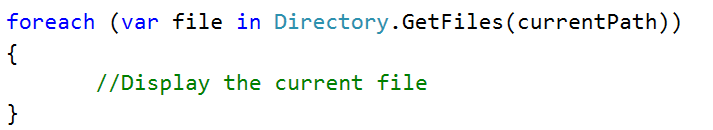 foreach (var file in Directory.GetFiles(currentPath))
{
//Display the current file
}